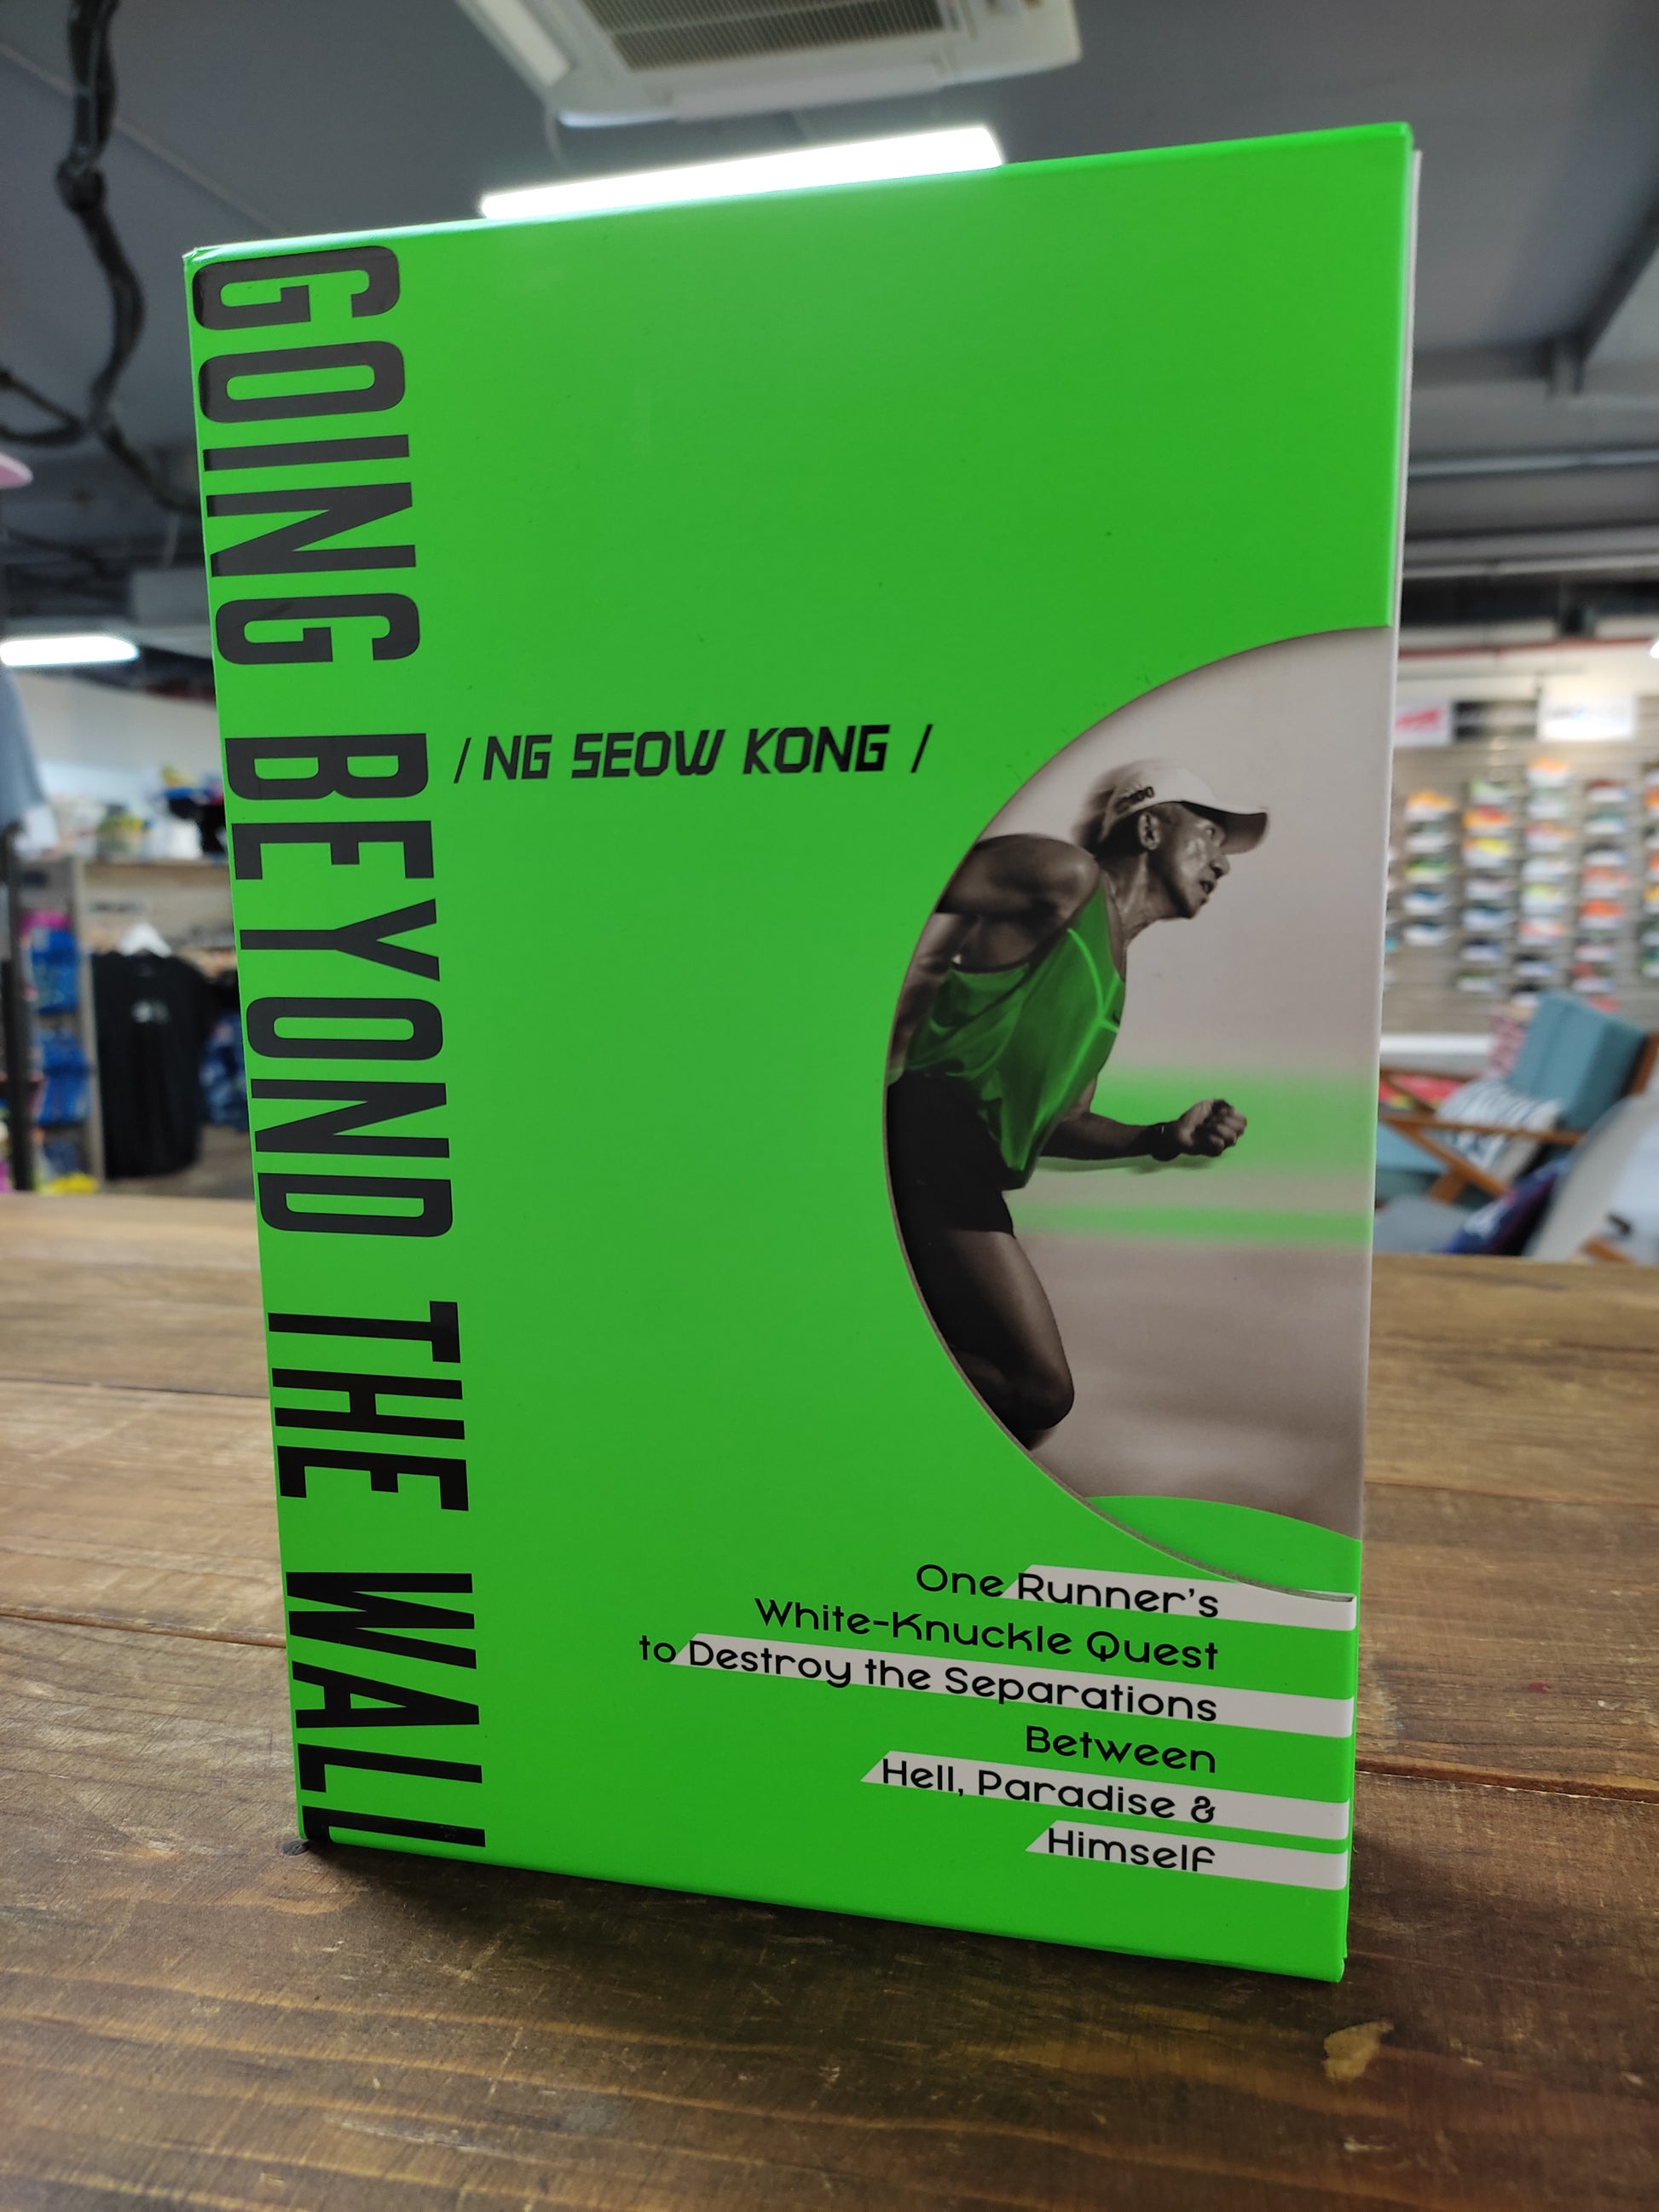 GOING BEYOND THE WALL
/ NG SEOW KONG /
One Runner's
White-Knuckle Quest
to Destroy the Separations
Between
Hell, Paradise &
Himself